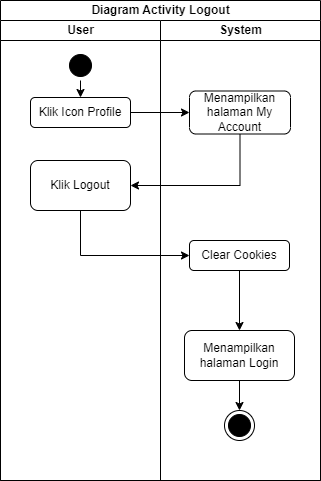 Diagram Activity Logout
User
System
Klik Icon Profile
Menampilkan
halaman My
Account
Klik Logout
Clear Cookies
Menampilkan
halaman Login